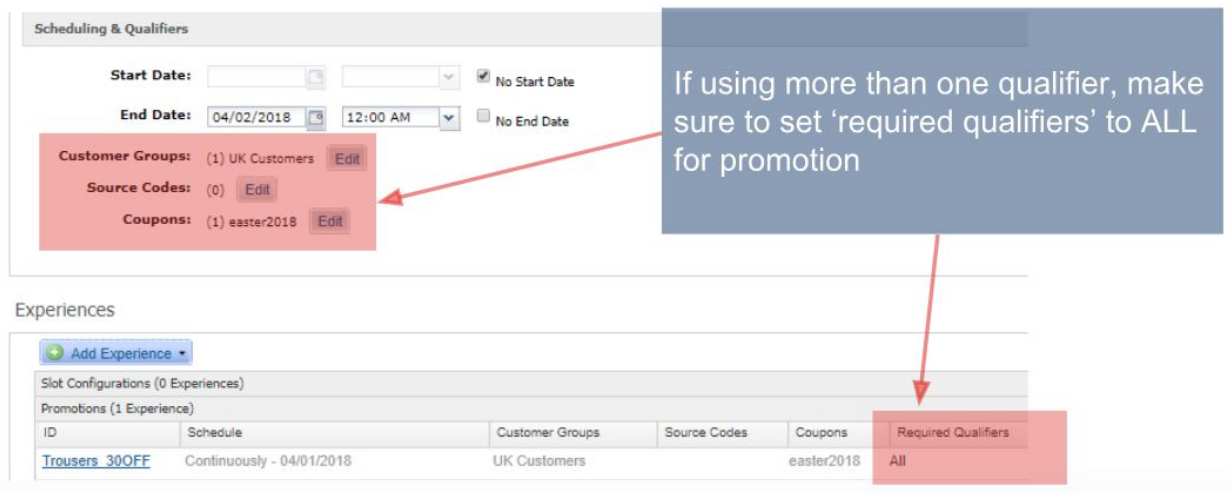 Scheduling & Qualifiers
Start Date:
No Start Date
End Date: 04/02/2018 12:00 AM No End Date
Customer Groups: (1) UK Customers Edit
Source Codes: (0) Edit
Coupons: (1) easter2018 Edit
If using more than one qualifier, make
sure to set ‘required qualifiers’ to ALL
for promotion
Experiences
Add Experience
Slot Configurations (0 Experiences)
Promotions (1 Experience)
ID Schedule Customer Groups Source Codes Coupons Required Qualifiers
Trousers_30OFF Continuously - 04/01/2018 UK Customers easter2018 All